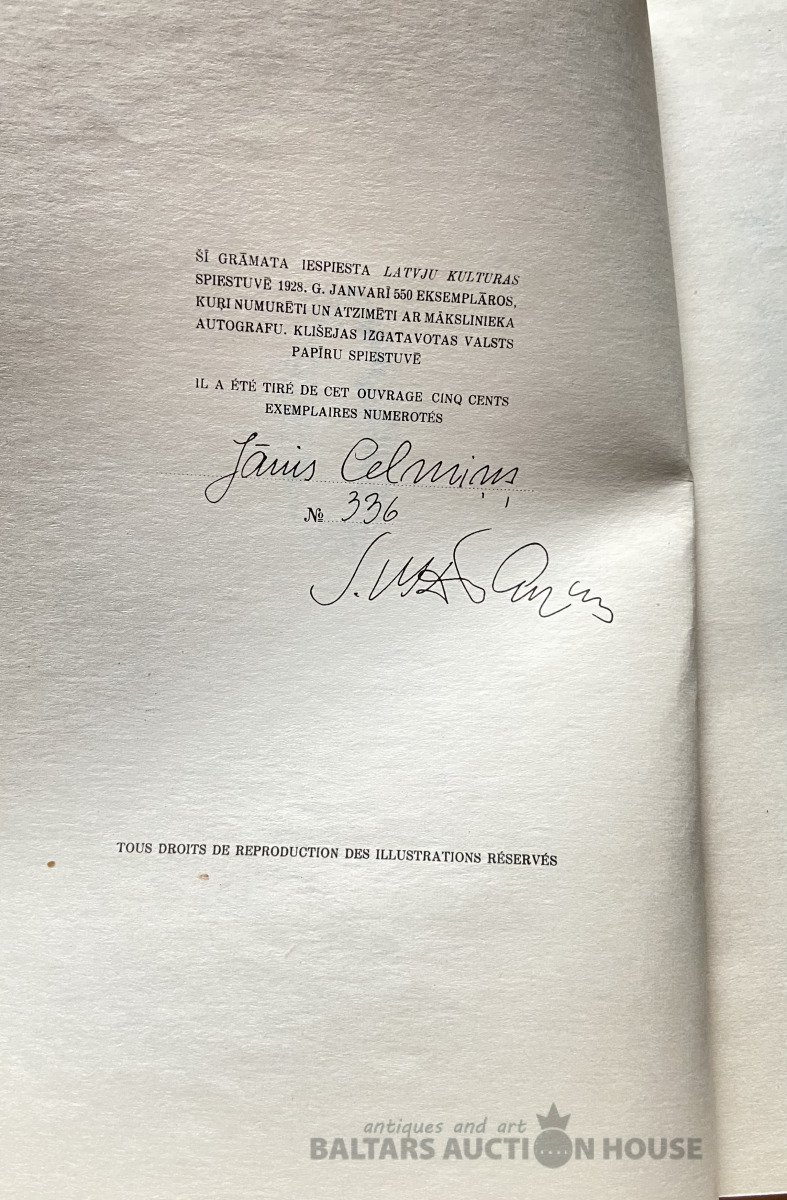 ŠĪ GRĀMATA IESPIESTA LATVJU KULTURAS
SPIESTUVĒ 1928. G. JANVARĪ 550 EKSEMPLĀROS,
KUŖI NUMURĒTI UN ATZIMĒTI AR MĀKSLINIEKA
AUTOGRAFU. KLIŠEJAS IZGATAVOTAS VALSTS
PAPĪRU SPIESTUVĒ
IL A ÉTÉ TIRÉ DE CET OUVRAGE CINQ CENTS
EXEMPLAIRES NUMEROTÉS
Jānis Celmiņņ
№ 336
TOUS DROITS DE REPRODUCTION DES ILLUSTRATIONS RÉSERVÉS
antiques and art
BALTARS AUCTION HOUSE